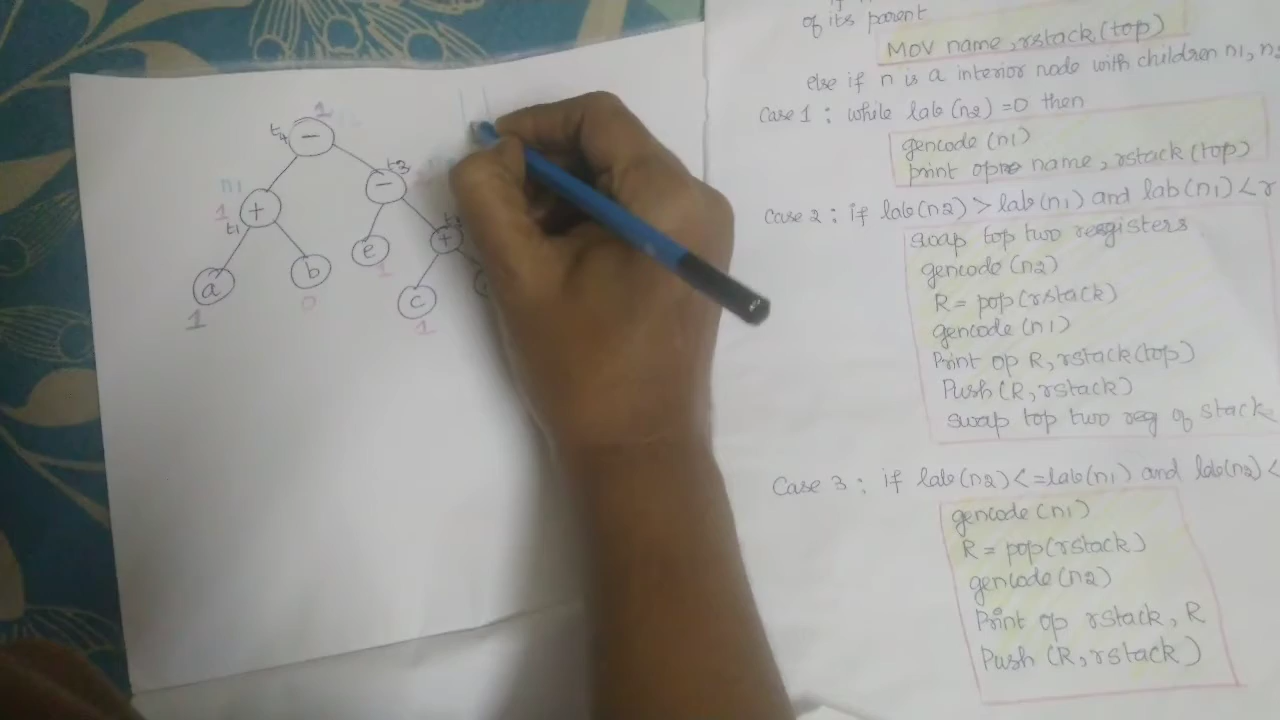 2
t4
-
t3
n1
-
1
+
t1
+
e
1
a
b
c
1
0
1
of its parent
MOV name, rstack(top)
else if n is a interior node with children n1, n2
Case 1 : while lab(n2) =0 then
gencode (n1)
print op name, rstack(top)
Case 2 : if lab(n2) > lab(n1) and lab(n1) < r
swap top two registers
gencode (n2)
R= pop(rstack)
gencode (n1)
Print op R, rstack(top)
Push (R, rstack)
swap top two reg of stack
Case 3 : if lab(n2) <= lab(n1) and lab(n2) <
gencode (n1)
R = pop(rstack)
gencode (n2)
Print op rstack, R
Push (R, rstack)